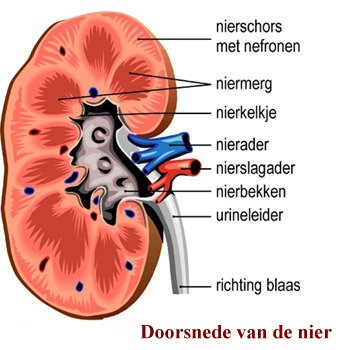 nierschors
met nefronen
niermerg
nierkelkje
nierader
nierslagader
nierbekken
urineleider
richting blaas
Doorsnede van de nier